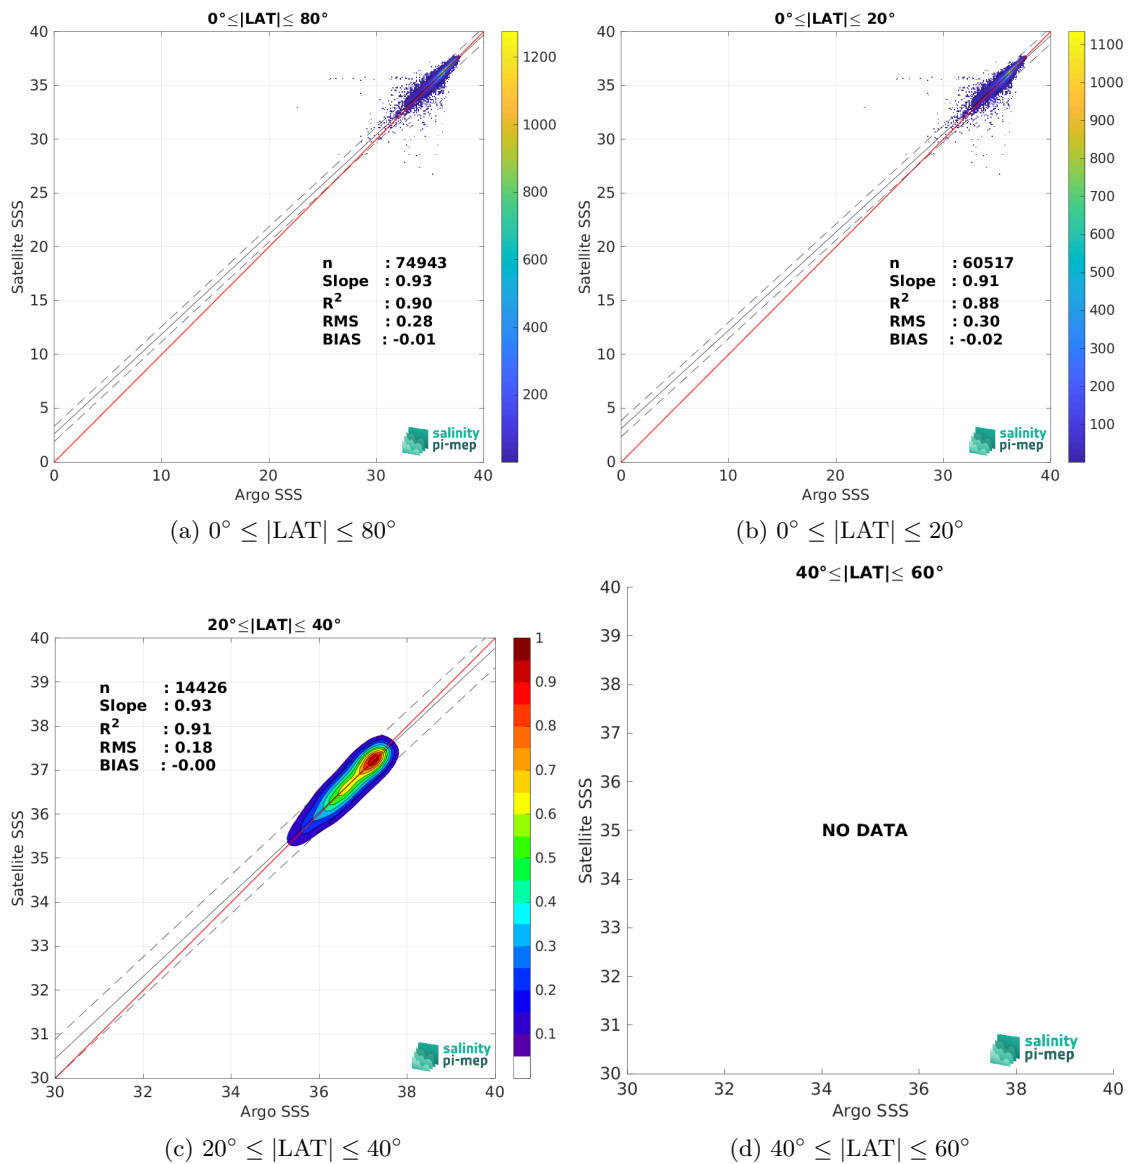 0°≤|LAT|≤ 80°
40
35
30
25
20
15
10
5
0
Satellite SSS
n : 74943
Slope : 0.93
R² : 0.90
RMS : 0.28
BIAS : -0.01
salinity
pi-mep
0 10 20 30 40
Argo SSS
1200
1000
800
600
400
200
(a) 0° ≤ |LAT| ≤ 80°
0°≤|LAT|≤ 20°
40
35
30
25
20
15
10
5
0
Satellite SSS
n : 60517
Slope : 0.91
R² : 0.88
RMS : 0.30
BIAS : -0.02
salinity
pi-mep
0 10 20 30 40
Argo SSS
1100
1000
900
800
700
600
500
400
300
200
100
(b) 0° ≤ |LAT| ≤ 20°
20°≤|LAT|≤ 40°
40
39
38
37
36
35
34
33
32
31
30
Satellite SSS
n : 14426
Slope : 0.93
R² : 0.91
RMS : 0.18
BIAS : -0.00
salinity
pi-mep
30 32 34 36 38 40
Argo SSS
1
0.9
0.8
0.7
0.6
0.5
0.4
0.3
0.2
0.1
(c) 20° ≤ |LAT| ≤ 40°
40°≤|LAT|≤ 60°
40
39
38
37
36
35
34
33
32
31
30
Satellite SSS
NO DATA
salinity
pi-mep
30 32 34 36 38 40
Argo SSS
(d) 40° ≤ |LAT| ≤ 60°